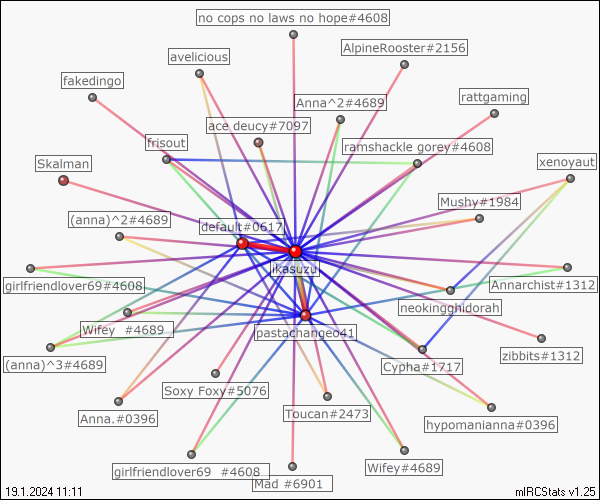 no cops no laws no hope#4608
AlpineRooster#2156
avelicious
fakedingo
rattgaming
Anna^2#4689
ace deucy#7097
frisout
ramshackle gorey#4608
xenoyaut
Skalman
Mushy#1984
(anna)^2#4689
default#0617
ikasuzu
girlfriendlover69#4608
Annarchist#1312
neokingghidorah
Wifey_#4689
pastachangeo41
zibbits#1312
(anna)^3#4689
Cypha#1717
Soxy Foxy#5076
Anna.#0396
Toucan#2473
hypomanianna#0396
girlfriendlover69_#4608
Wifey#4689
Mad_#6901
19.1.2024 11:11
mIRCStats v1.25